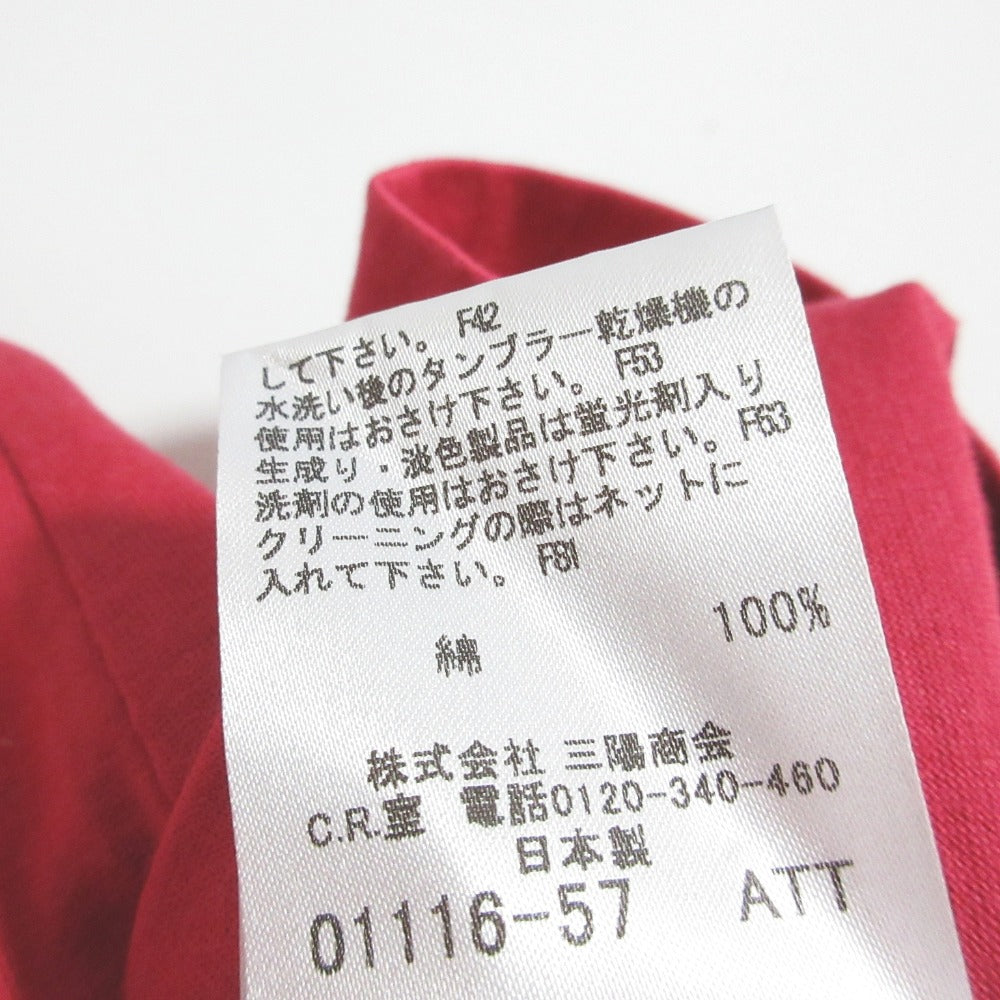 して下さい。 F42
水洗い後のタンブラー乾燥機の
使用はおさけ下さい。 F53
生成り・淡色製品は蛍光剤入り
洗剤の使用はおさけ下さい。 F63
クリーニングの際はネットに
入れて下さい。 F81
綿 100%
株式会社 三陽商会
C.R.室 電話0120-340-460
日本製
01116-57 ATT